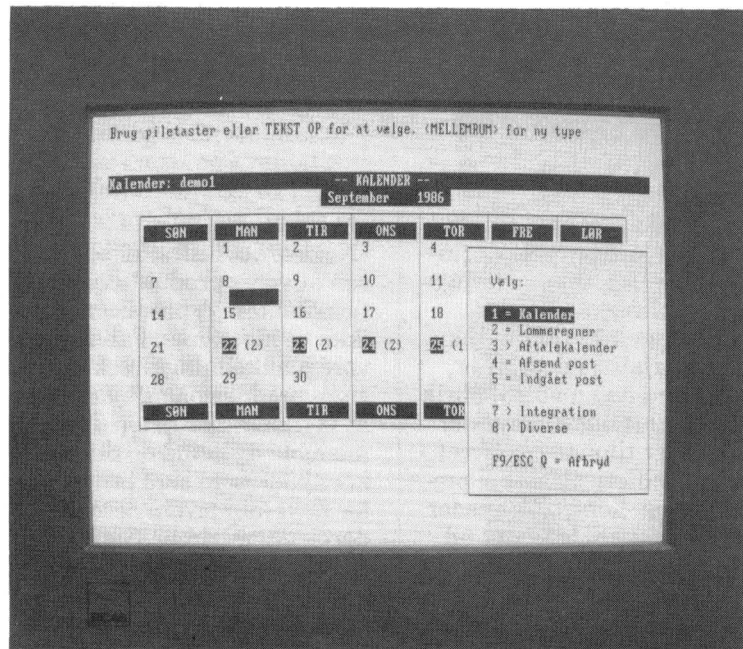 Brug piletaster eller TEKST OP for at vælge. <MELLEMRUM> for ny type
Kalender: demo1 -- KALENDER --
September 1986
SØN MAN TIR ONS TOR FRE LØR
1 2 3 4
7 8 9 10 11
14 15 16 17 18
21 22 (2) 23 (2) 24 (2) 25 (1
28 29 30
SØN MAN TIR ONS TOR
Vælg:
1 = Kalender
2 = Lommeregner
3 > Aftalekalender
4 = Afsend post
5 = Indgået post
7 > Integration
8 > Diverse
F9/ESC Q = Afbryd